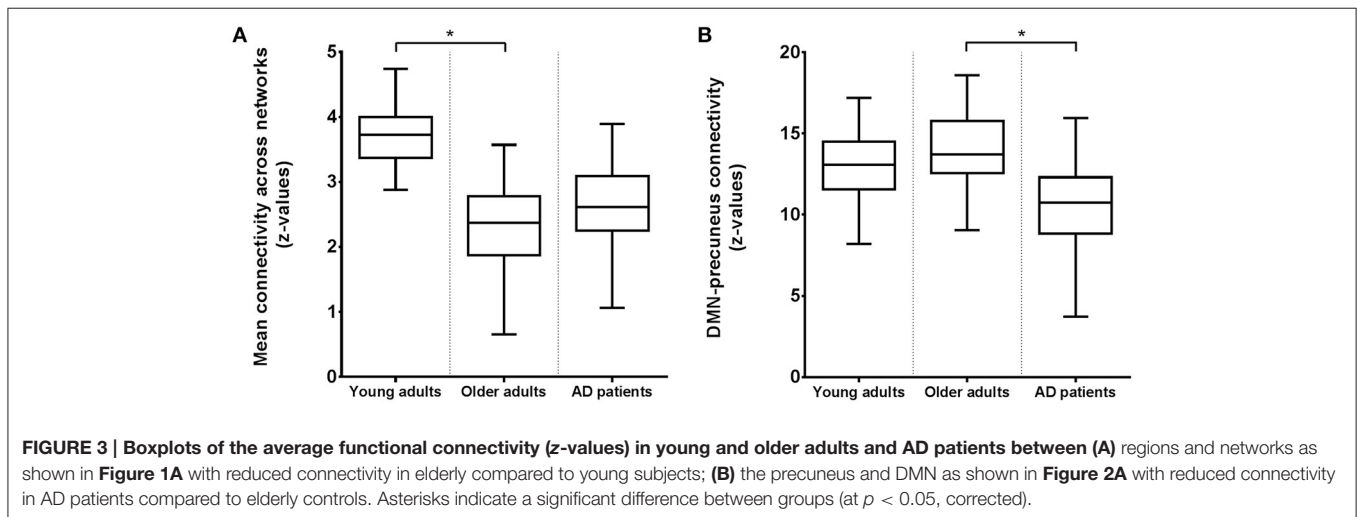 A
*
Mean connectivity across networks
(z-values)
5
4
3
2
1
0
Young adults
Older adults
AD patients
B
*
DMN-precuneus connectivity
(z-values)
20
15
10
5
0
Young adults
Older adults
AD patients
FIGURE 3 | Boxplots of the average functional connectivity (z-values) in young and older adults and AD patients between (A) regions and networks as
shown in Figure 1A with reduced connectivity in elderly compared to young subjects; (B) the precuneus and DMN as shown in Figure 2A with reduced connectivity
in AD patients compared to elderly controls. Asterisks indicate a significant difference between groups (at p < 0.05, corrected).